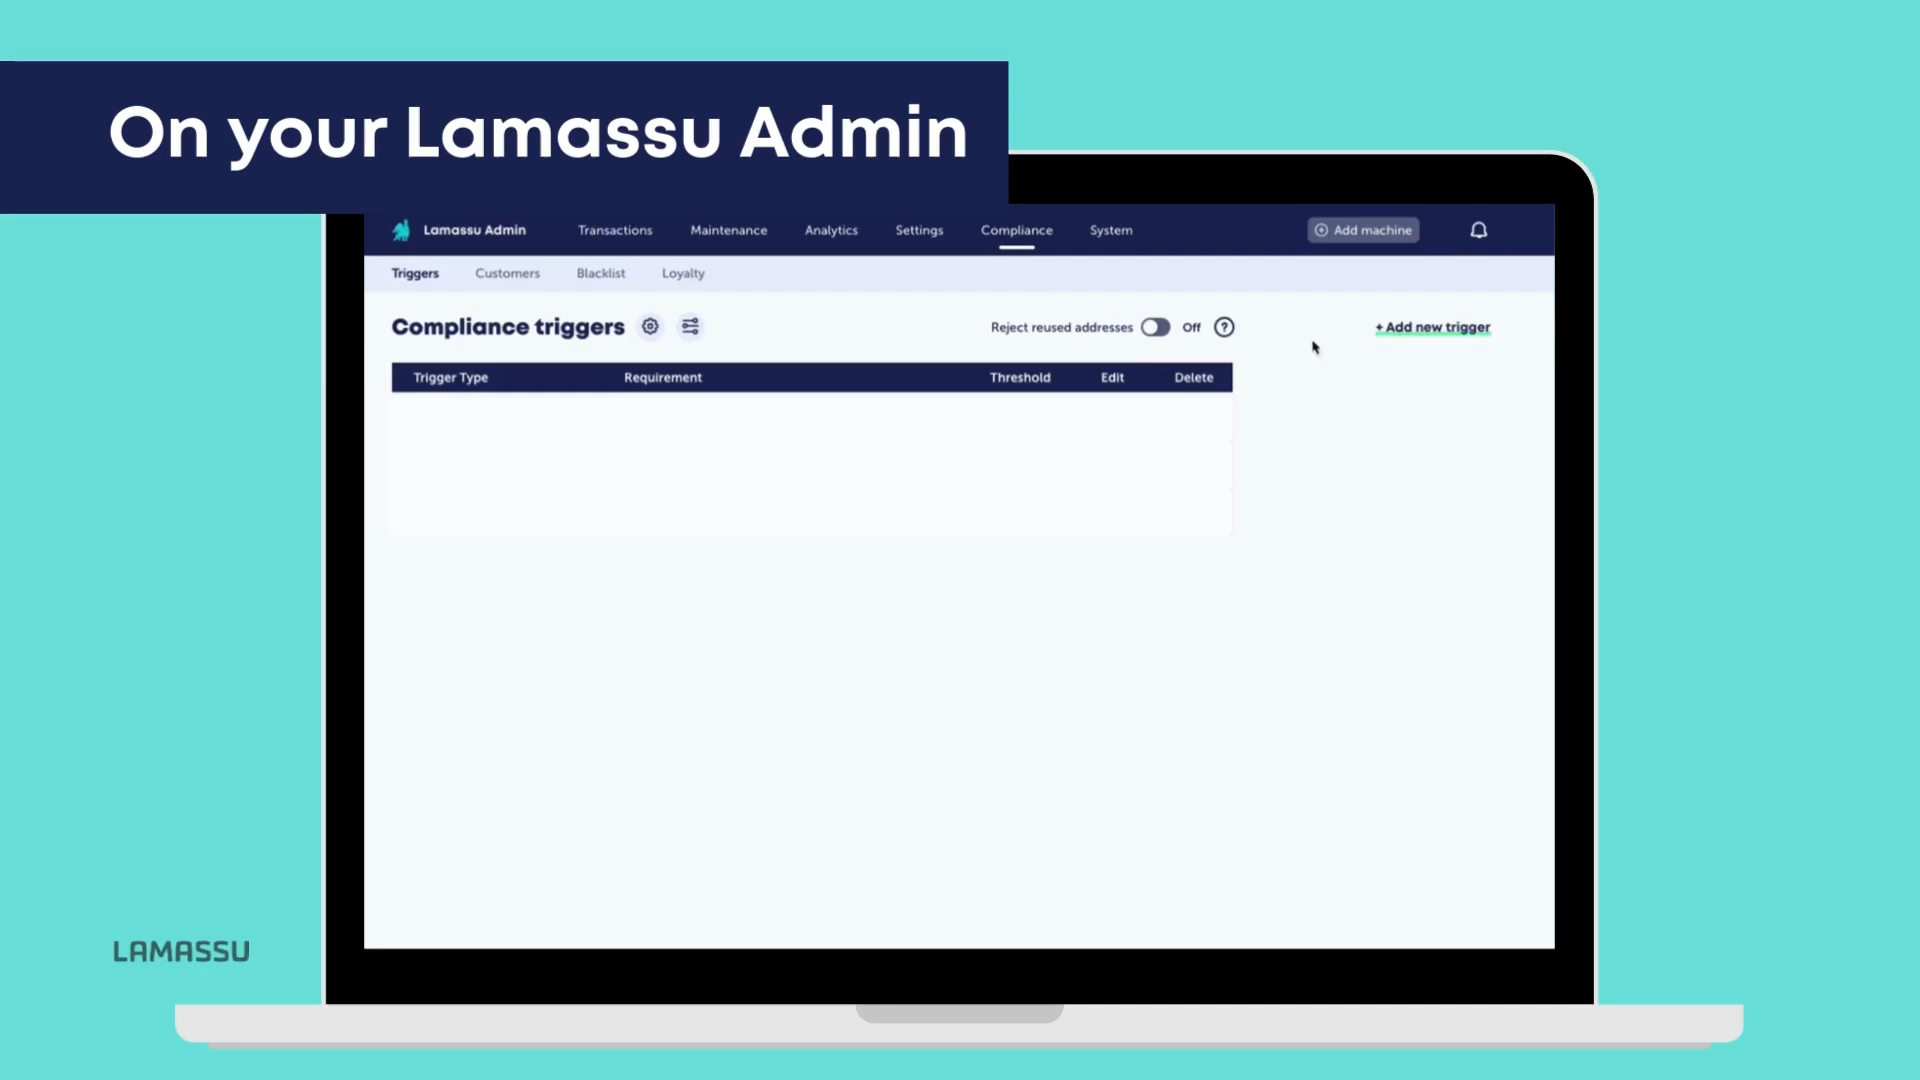 On your Lamassu Admin
Lamassu Admin Transactions Maintenance Analytics Settings Compliance System Add machine
Triggers Customers Blacklist Loyalty
Compliance triggers Reject reused addresses Off ? + Add new trigger
Trigger Type Requirement Threshold Edit Delete
LAMASSU